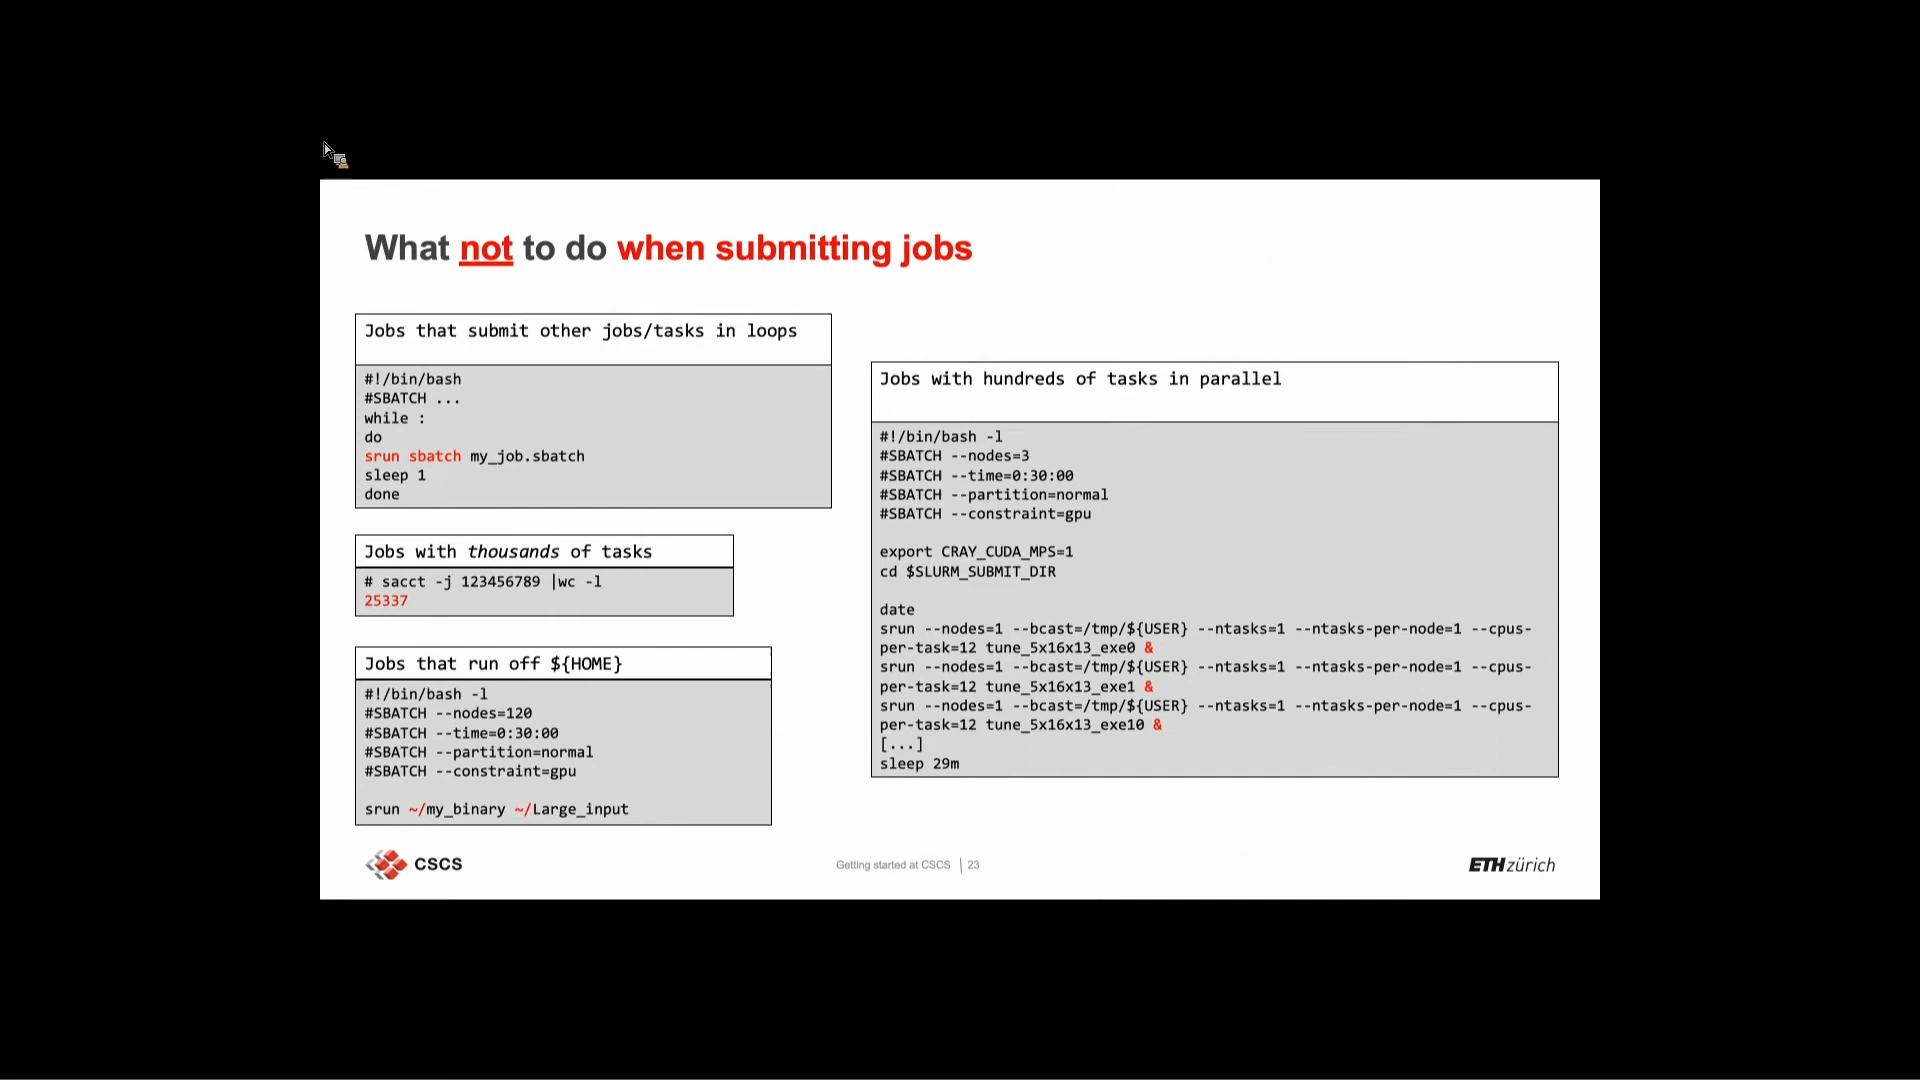 What not to do when submitting jobs
Jobs that submit other jobs/tasks in loops
#!/bin/bash
#SBATCH ...
while :
do
srun sbatch my_job.sbatch
sleep 1
done
Jobs with thousands of tasks
# sacct -j 123456789 |wc -l
25337
Jobs that run off ${HOME}
#!/bin/bash -l
#SBATCH --nodes=120
#SBATCH --time=0:30:00
#SBATCH --partition=normal
#SBATCH --constraint=gpu
srun ~/my_binary ~/Large_input
Jobs with hundreds of tasks in parallel
#!/bin/bash -l
#SBATCH --nodes=3
#SBATCH --time=0:30:00
#SBATCH --partition=normal
#SBATCH --constraint=gpu
export CRAY_CUDA_MPS=1
cd $SLURM_SUBMIT_DIR
date
srun --nodes=1 --bcast=/tmp/${USER} --ntasks=1 --ntasks-per-node=1 --cpus-
per-task=12 tune_5x16x13_exe0 &
srun --nodes=1 --bcast=/tmp/${USER} --ntasks=1 --ntasks-per-node=1 --cpus-
per-task=12 tune_5x16x13_exe1 &
srun --nodes=1 --bcast=/tmp/${USER} --ntasks=1 --ntasks-per-node=1 --cpus-
per-task=12 tune_5x16x13_exe10 &
[...]
sleep 29m
CSCS
Getting started at CSCS | 23
ETH zürich